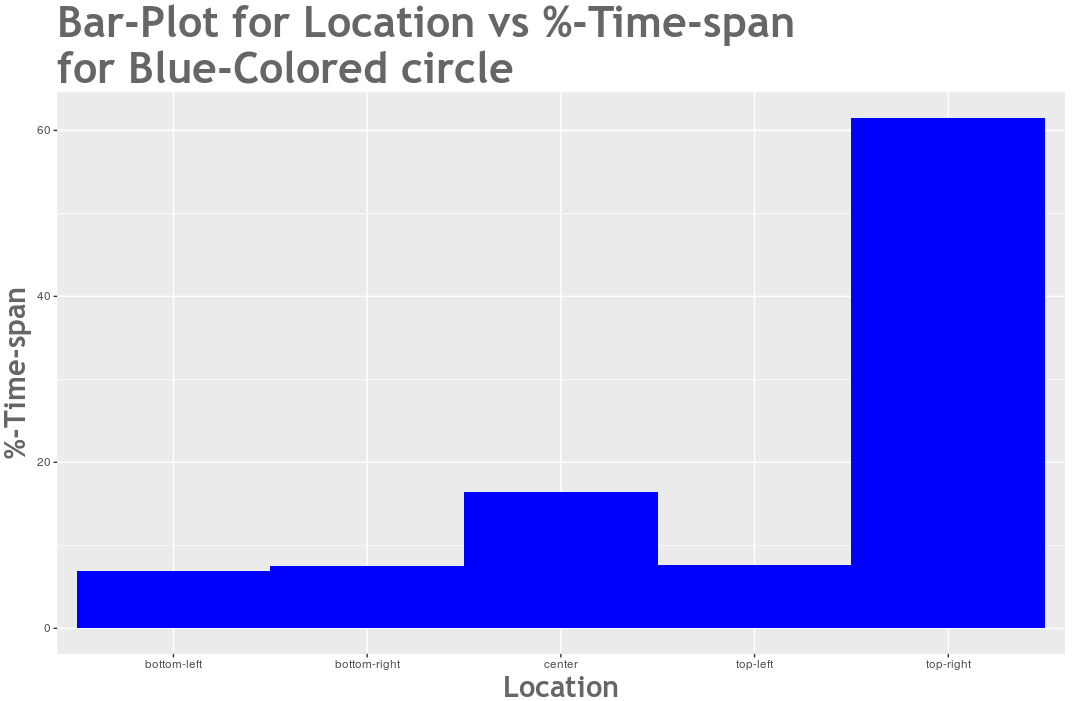 Bar-Plot for Location vs %-Time-span
for Blue-Colored circle
%-Time-span
60
40
20
0
bottom-left
bottom-right
center
top-left
top-right
Location